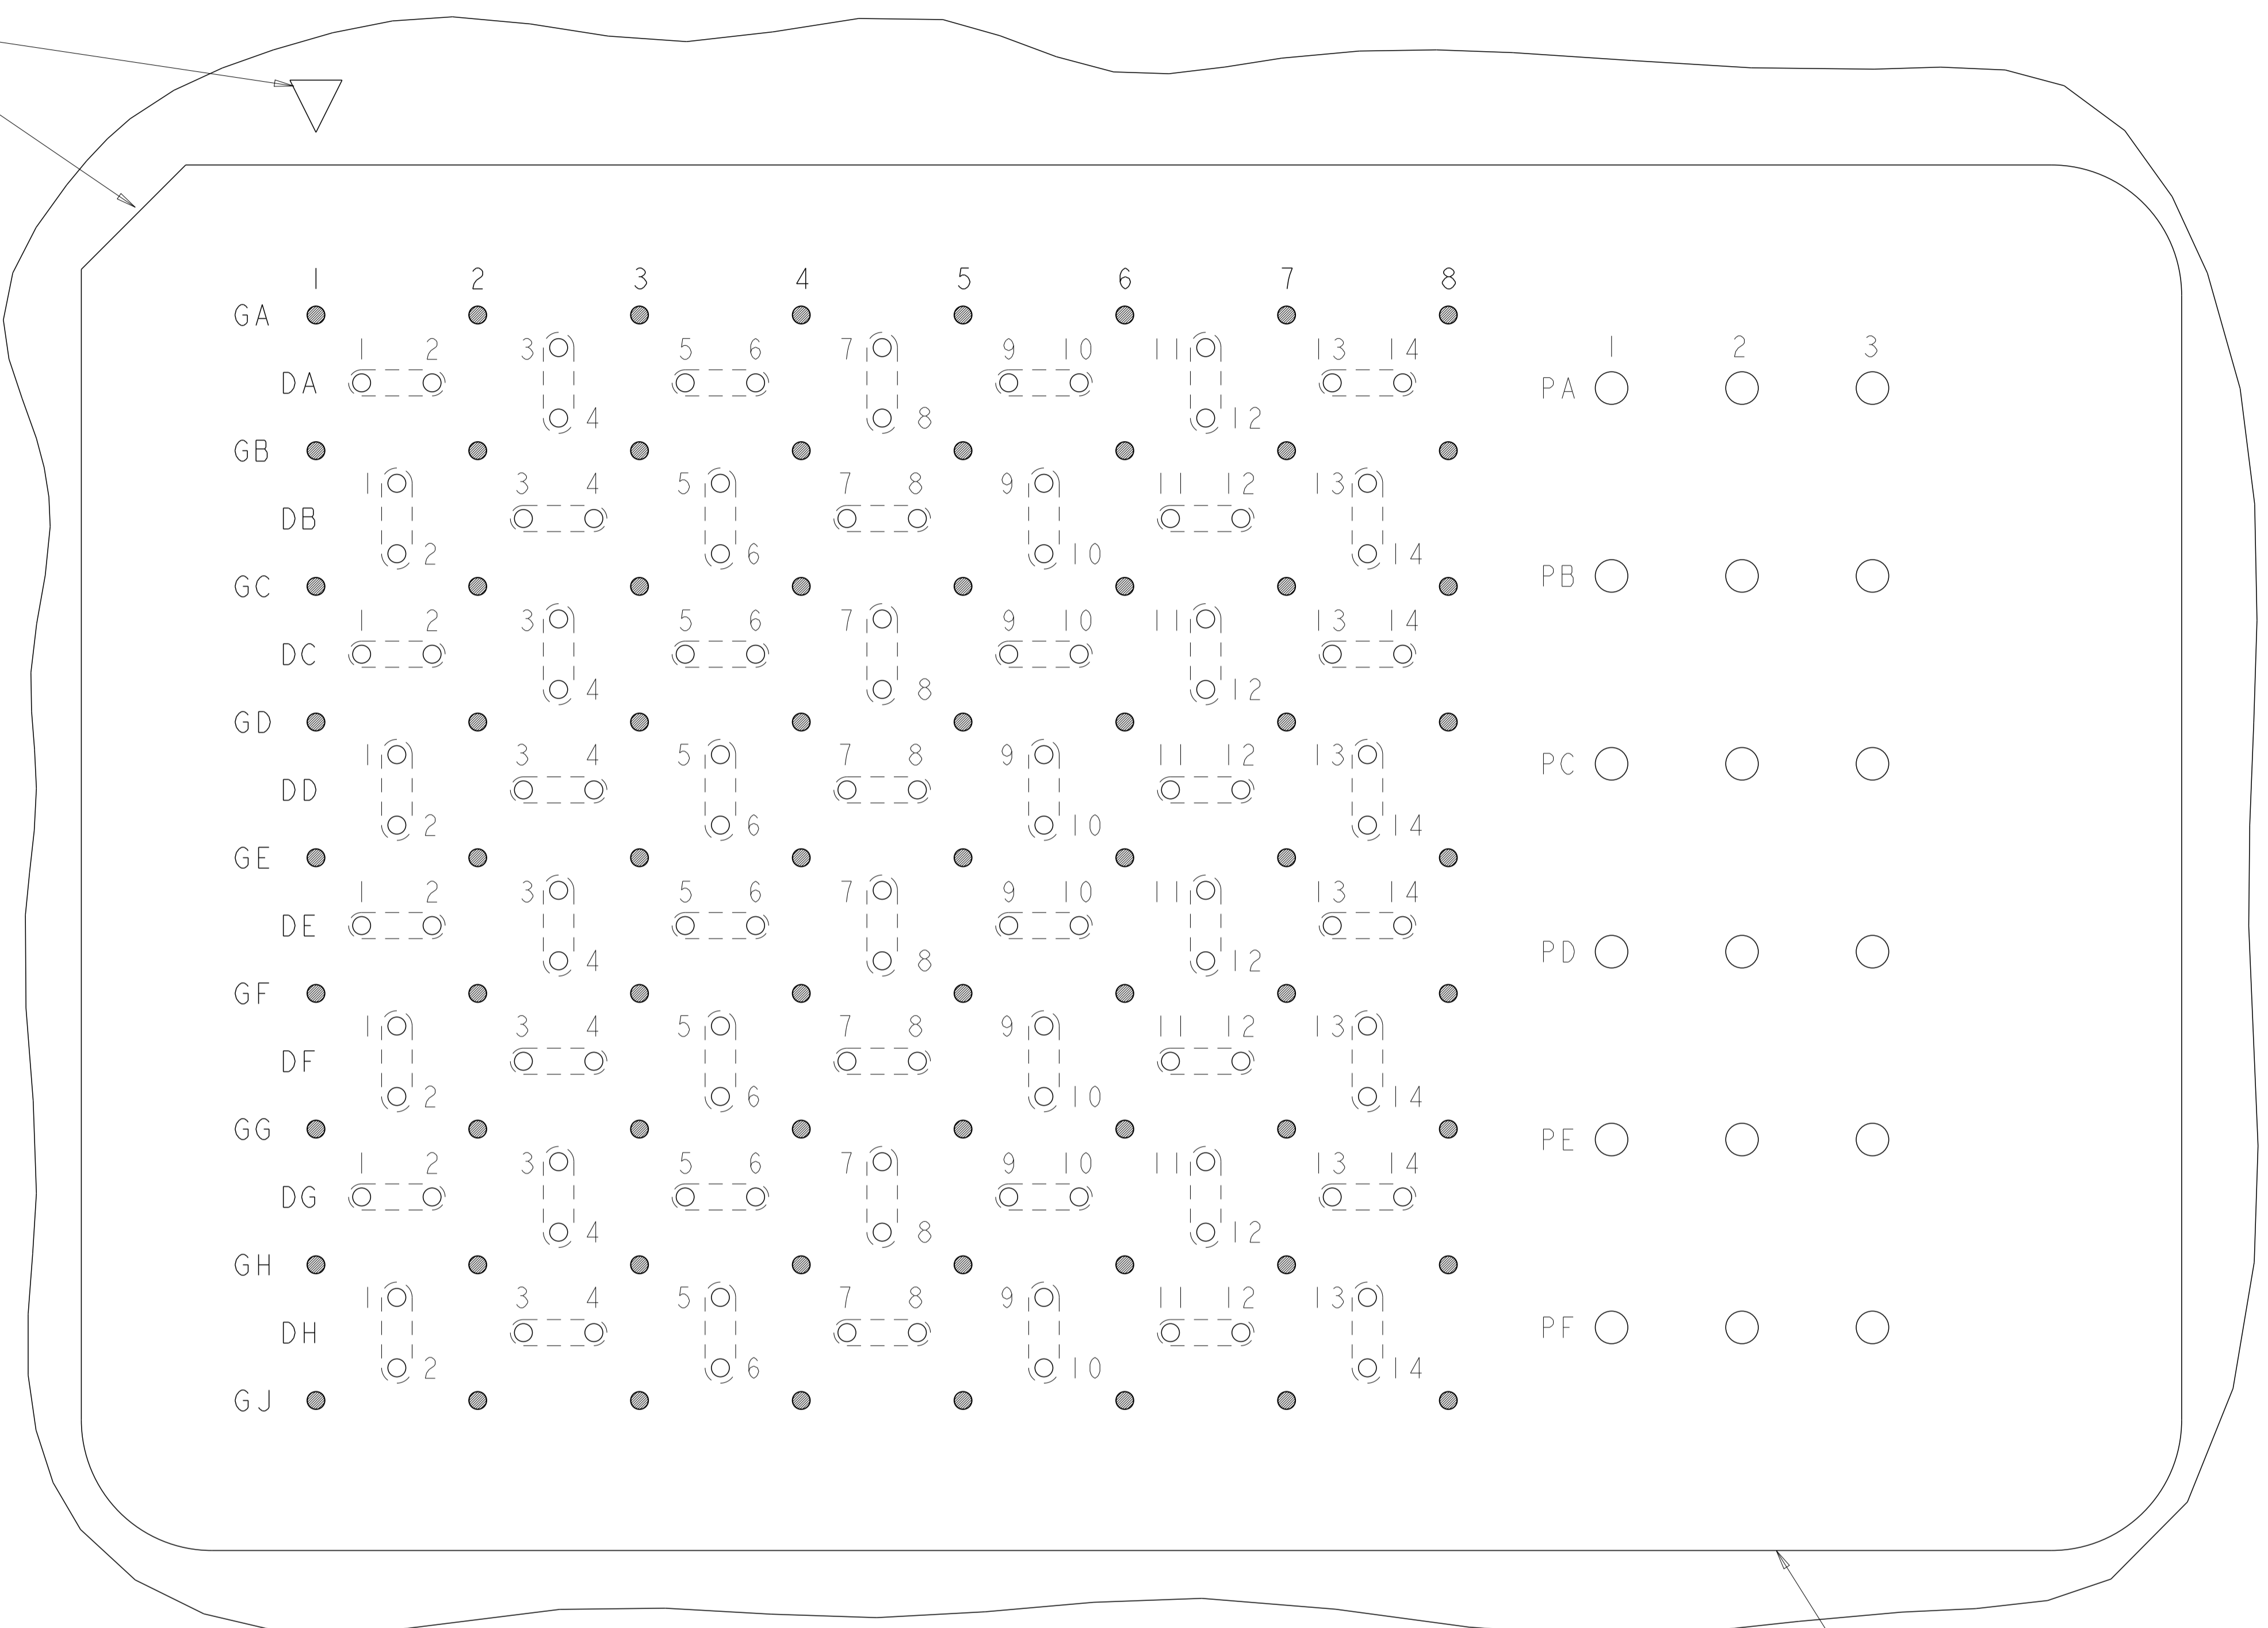 1 2 3 4 5 6 7 8
GA
1 2 3 5 6 7 9 10 11 13 14 1 2 3
DA PA
4 8 12
GB
1 3 4 5 7 8 9 11 12 13
DB
2 6 10 14
PB
GC
1 2 3 5 6 7 9 10 11 13 14
DC
4 8 12
GD
1 3 4 5 7 8 9 11 12 13
PC
DD
2 6 10 14
GE
1 2 3 5 6 7 9 10 11 13 14
DE
PD
4 8 12
GF
1 3 4 5 7 8 9 11 12 13
DF
2 6 10 14
GG
PE
1 2 3 5 6 7 9 10 11 13 14
DG
4 8 12
GH
1 3 4 5 7 8 9 11 12 13
DH PF
2 6 10 14
GJ